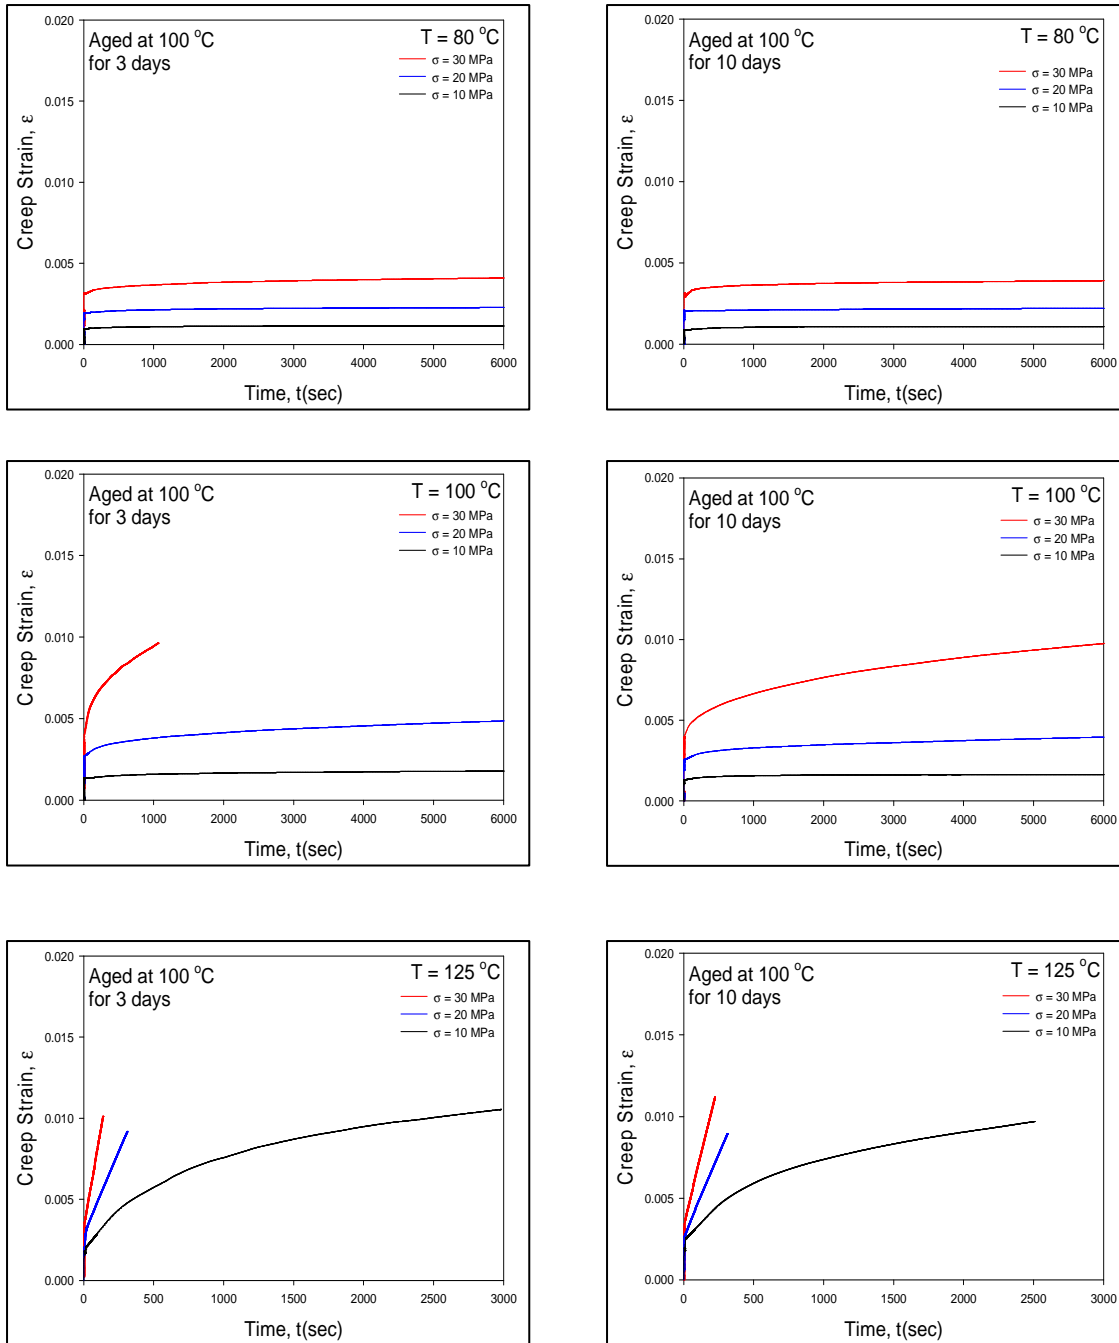 0.020
Aged at 100 °C
for 3 days
T = 80 °C
σ = 30 MPa
σ = 20 MPa
σ = 10 MPa
0.015
0.010
0.005
0.000
Creep Strain, ε
0 1000 2000 3000 4000 5000 6000
Time, t(sec)
0.020
Aged at 100 °C
for 10 days
T = 80 °C
σ = 30 MPa
σ = 20 MPa
σ = 10 MPa
0.015
0.010
0.005
0.000
Creep Strain, ε
0 1000 2000 3000 4000 5000 6000
Time, t(sec)
0.020
Aged at 100 °C
for 3 days
T = 100 °C
σ = 30 MPa
σ = 20 MPa
σ = 10 MPa
0.015
0.010
0.005
0.000
Creep Strain, ε
0 1000 2000 3000 4000 5000 6000
Time, t(sec)
0.020
Aged at 100 °C
for 10 days
T = 100 °C
σ = 30 MPa
σ = 20 MPa
σ = 10 MPa
0.015
0.010
0.005
0.000
Creep Strain, ε
0 1000 2000 3000 4000 5000 6000
Time, t(sec)
0.020
Aged at 100 °C
for 3 days
T = 125 °C
σ = 30 MPa
σ = 20 MPa
σ = 10 MPa
0.015
0.010
0.005
0.000
Creep Strain, ε
0 500 1000 1500 2000 2500 3000
Time, t(sec)
0.020
Aged at 100 °C
for 10 days
T = 125 °C
σ = 30 MPa
σ = 20 MPa
σ = 10 MPa
0.015
0.010
0.005
0.000
Creep Strain, ε
0 500 1000 1500 2000 2500 3000
Time, t(sec)